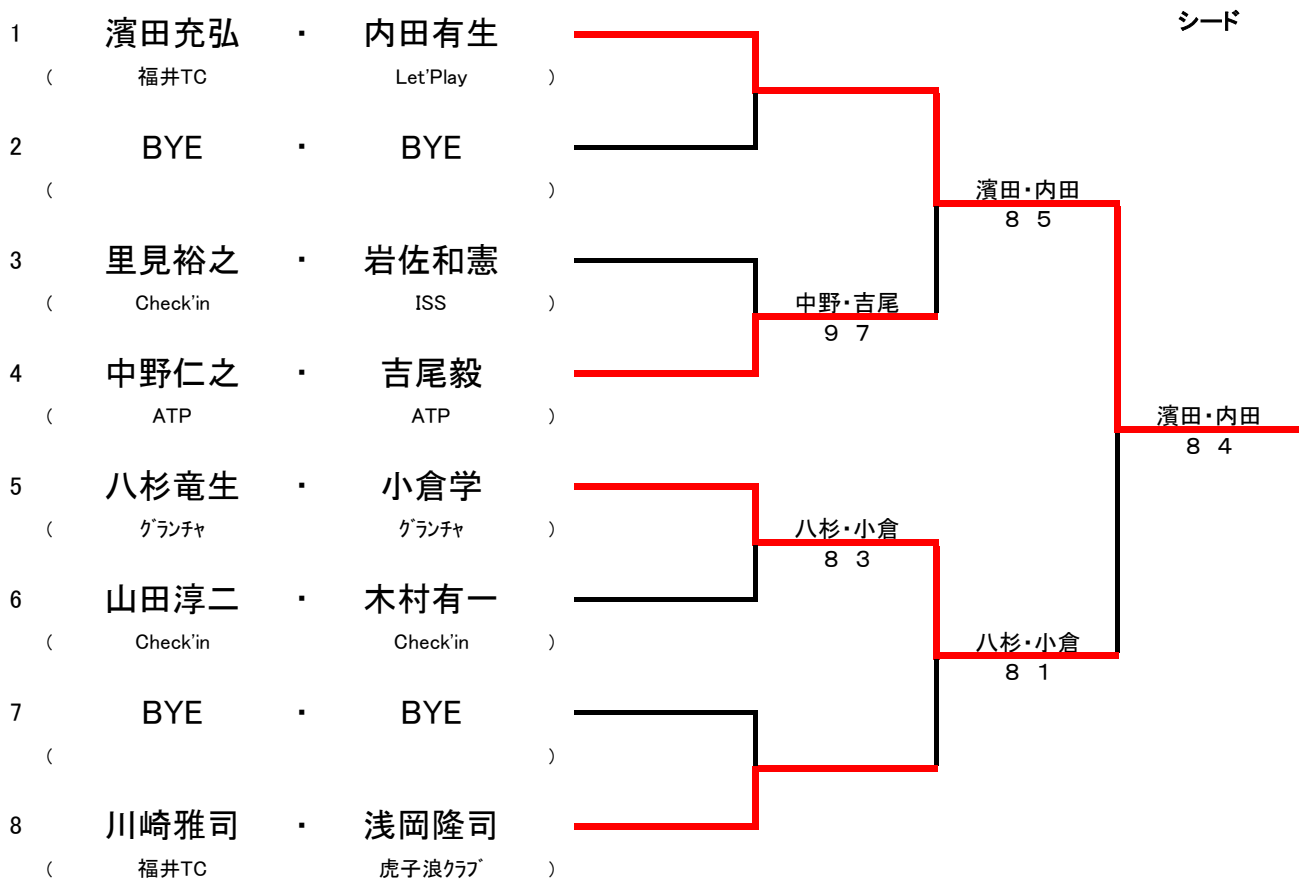 シード
1 濱田充弘 ・ 内田有生
( 福井TC Let'Play )
2 BYE ・ BYE
( )
濱田・内田
8 5
3 里見裕之 ・ 岩佐和憲
( Check'in ISS )
中野・吉尾
9 7
4 中野仁之 ・ 吉尾毅
( ATP ATP )
濱田・内田
8 4
5 八杉竜生 ・ 小倉学
( グランチャ グランチャ )
八杉・小倉
8 3
6 山田淳二 ・ 木村有一
( Check'in Check'in )
八杉・小倉
8 1
7 BYE ・ BYE
( )
8 川崎雅司 ・ 浅岡隆司
( 福井TC 虎子浪クラブ )